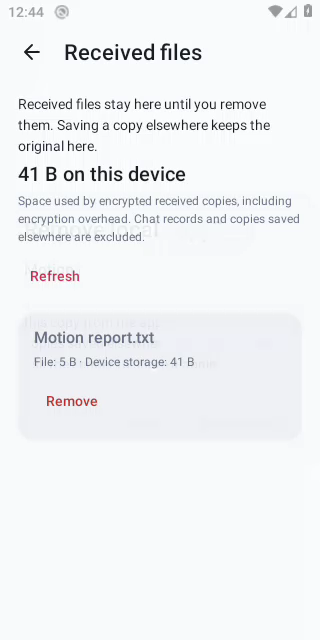 12:44
Received files
Received files stay here until you remove
them. Saving a copy elsewhere keeps the
original here.
41 B on this device
Space used by encrypted received copies, including
encryption overhead. Chat records and copies saved
elsewhere are excluded.
Remove local
Refresh
Motion report.txt
File: 5 B · Device storage: 41 B
Remove